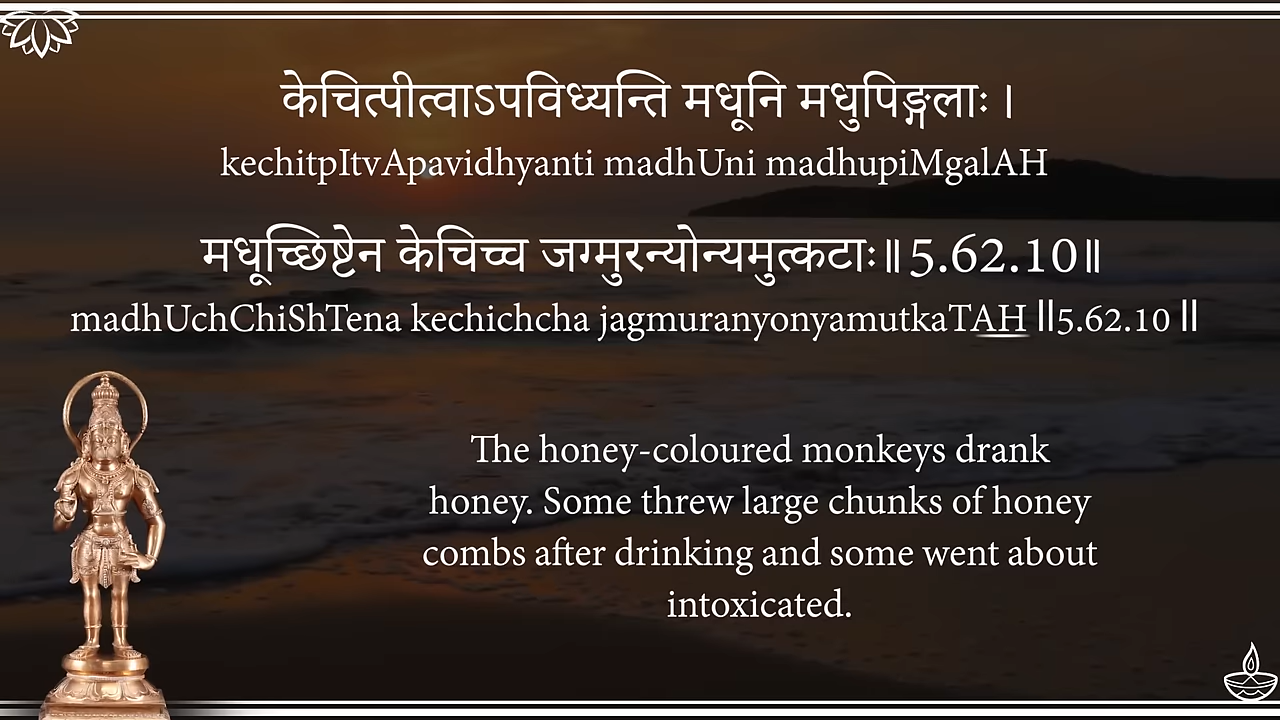 केचित्पीत्वाऽपविध्यन्ति मधूनि मधुपिङ्गलाः ।
kechitpItvApavidhyanti madhUni madhupiMgalAH
मधूच्छिष्टेन केचिच्च जग्मुरन्योन्यमुत्कटाः॥5.62.10॥
madhUchChiShTena kechichcha jagmuranyonyamutkaTAH ॥5.62.10 ॥
The honey-coloured monkeys drank
honey. Some threw large chunks of honey
combs after drinking and some went about
intoxicated.